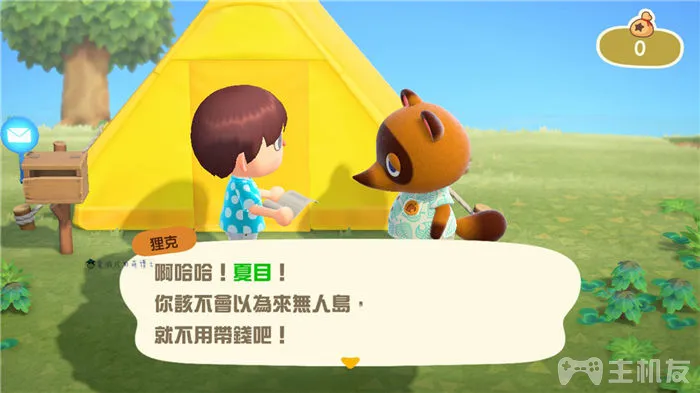 0
狸克
啊哈哈！夏目！
你該不會以為來無人島，
就不用帶錢吧！
主机友